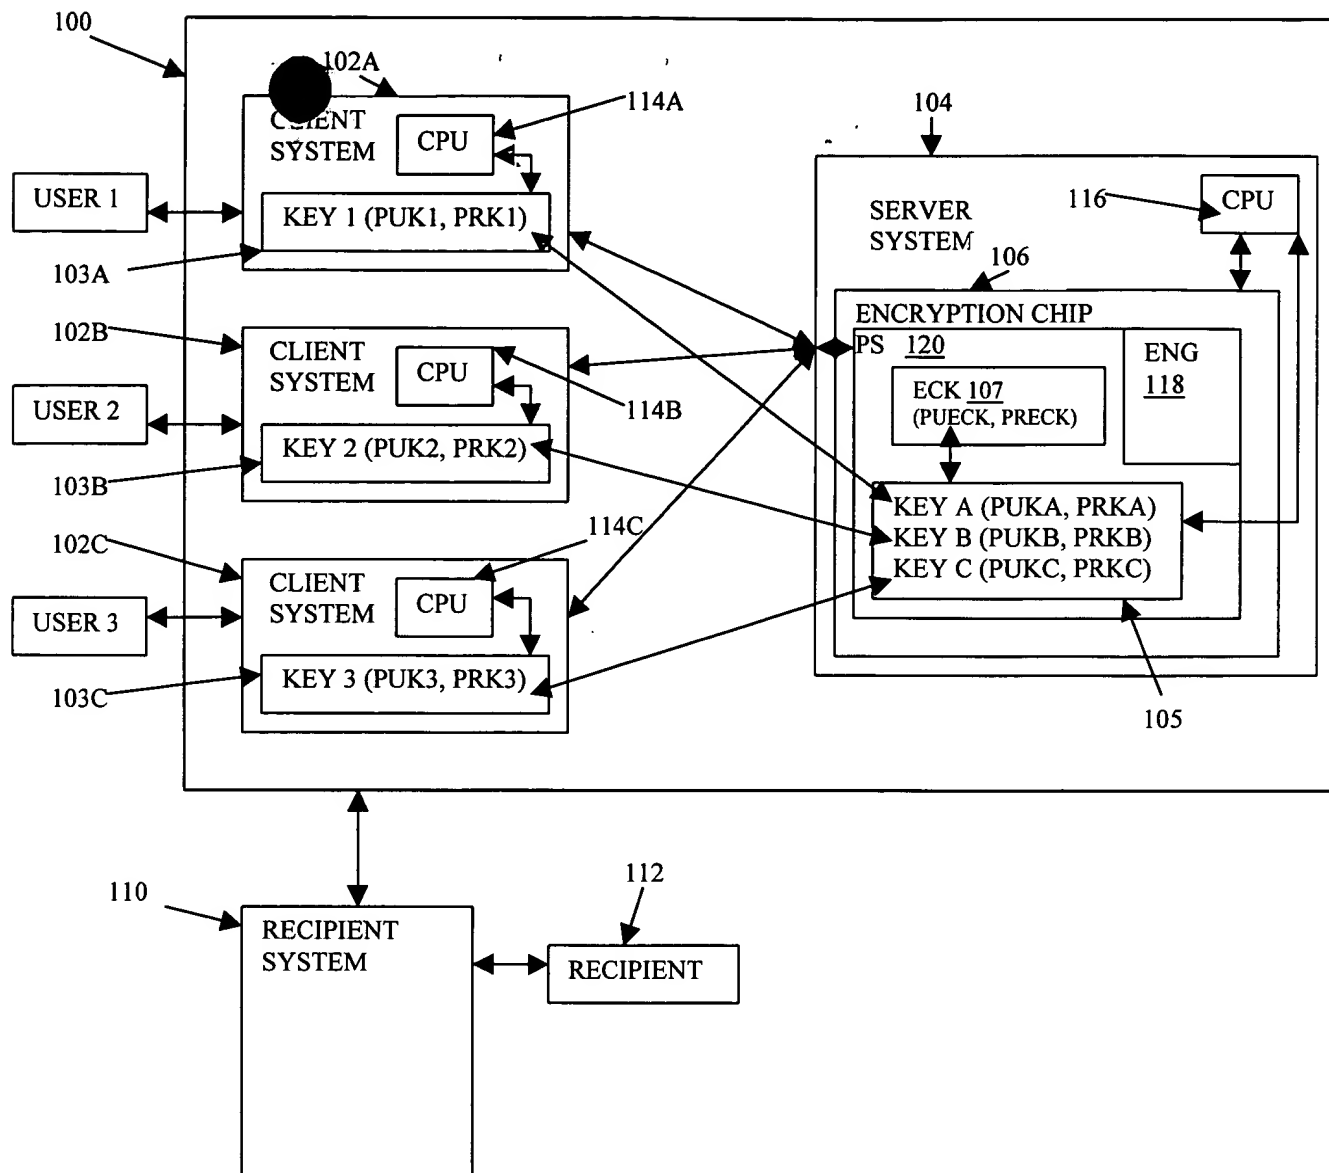 100
102A
CLIENT
SYSTEM
CPU
114A
KEY 1 (PUK1, PRK1)
USER 1
103A
102B
CLIENT
SYSTEM
CPU
114B
KEY 2 (PUK2, PRK2)
USER 2
103B
102C
CLIENT
SYSTEM
CPU
114C
KEY 3 (PUK3, PRK3)
USER 3
103C
104
SERVER
SYSTEM
116
CPU
106
ENCRYPTION CHIP
PS 120
ENG
118
ECK 107
(PUECK, PRECK)
KEY A (PUKA, PRKA)
KEY B (PUKB, PRKB)
KEY C (PUKC, PRKC)
105
110
RECIPIENT
SYSTEM
112
RECIPIENT